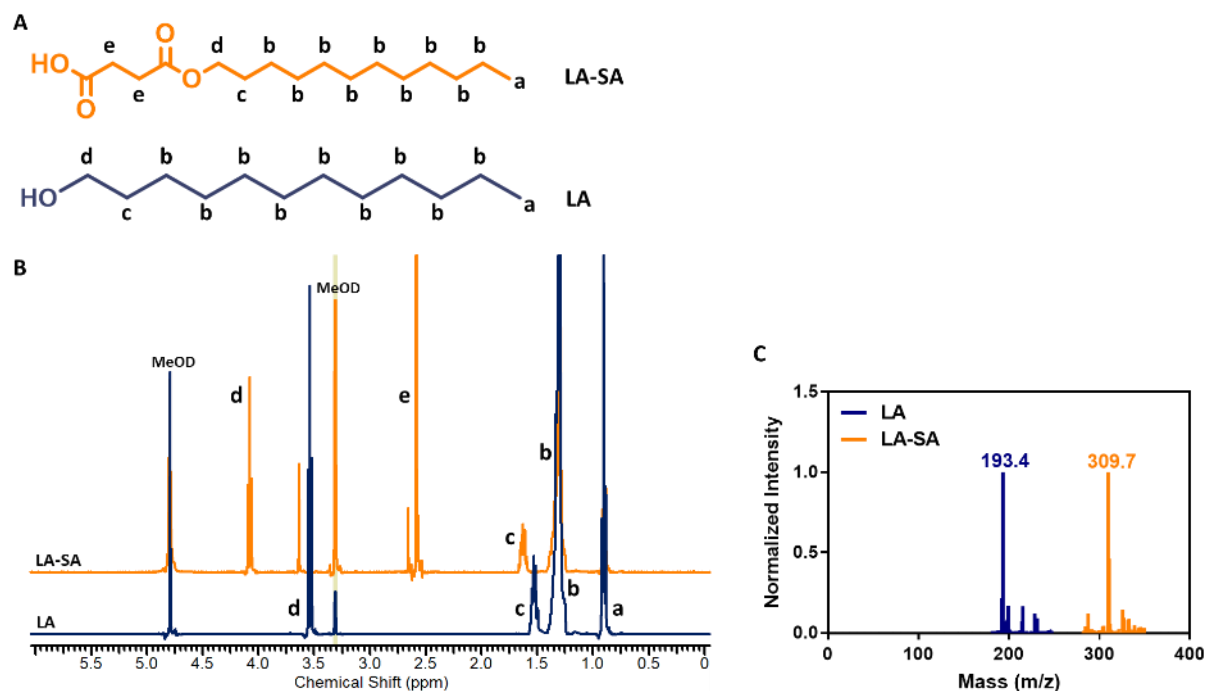 A
O
e d b b b b b
HO O a LA-SA
O e c b b b b
d b b b b b
HO a LA
c b b b b
B
MeOD
MeOD
d
e
b
c
LA-SA
d
c
b
a
LA
5.5 5.0 4.5 4.0 3.5 3.0 2.5 2.0 1.5 1.0 0.5 0
Chemical Shift (ppm)
C
1.5
LA
LA-SA
193.4 309.7
1.0
Normalized Intensity
0.5
0.0
0 100 200 300 400
Mass (m/z)